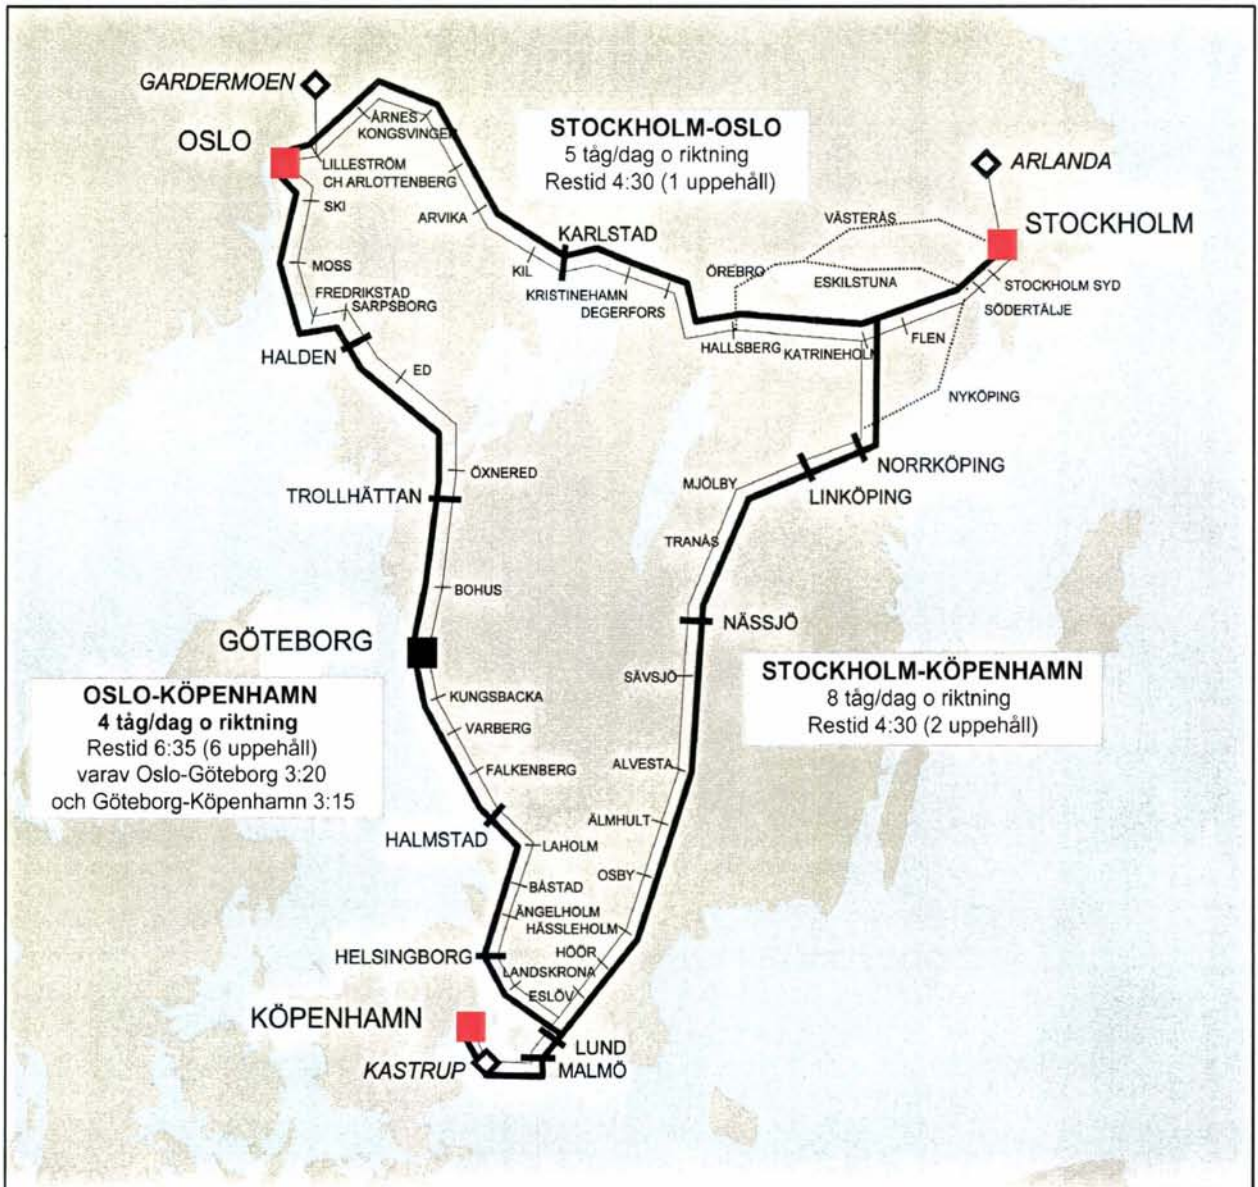 GARDERMOEN
OSLO
ÅRNES
KONGSVINGER
LILLESTRÖM
CH ARLOTTENBERG
SKI
ARVIKA
MOSS
FREDRIKSTAD
SARPSBORG
HALDEN
ED
STOCKHOLM-OSLO
5 tåg/dag o riktning
Restid 4:30 (1 uppehåll)
ARLANDA
STOCKHOLM
VÄSTERÅS
KARLSTAD
KIL
KRISTINEHAMN
DEGERFORS
ÖREBRO
ESKILSTUNA
STOCKHOLM SYD
SÖDERTÄLJE
HALLSBERG
KATRINEHOLM
FLEN
NYKÖPING
ÖXNERED
TROLLHÄTTAN
MJÖLBY
NORRKÖPING
LINKÖPING
TRANÅS
BOHUS
GÖTEBORG
NÄSSJÖ
OSLO-KÖPENHAMN
4 tåg/dag o riktning
Restid 6:35 (6 uppehåll)
varav Oslo-Göteborg 3:20
och Göteborg-Köpenhamn 3:15
KUNGSBACKA
VARBERG
FALKENBERG
SÄVSJÖ
STOCKHOLM-KÖPENHAMN
8 tåg/dag o riktning
Restid 4:30 (2 uppehåll)
ALVESTA
HALMSTAD
LAHOLM
ÄLMHULT
BÅSTAD
OSBY
ÄNGELHOLM
HÄSSLEHOLM
HELSINGBORG
HÖÖR
LANDSKRONA
ESLÖV
KÖPENHAMN
KASTRUP
LUND
MALMÖ